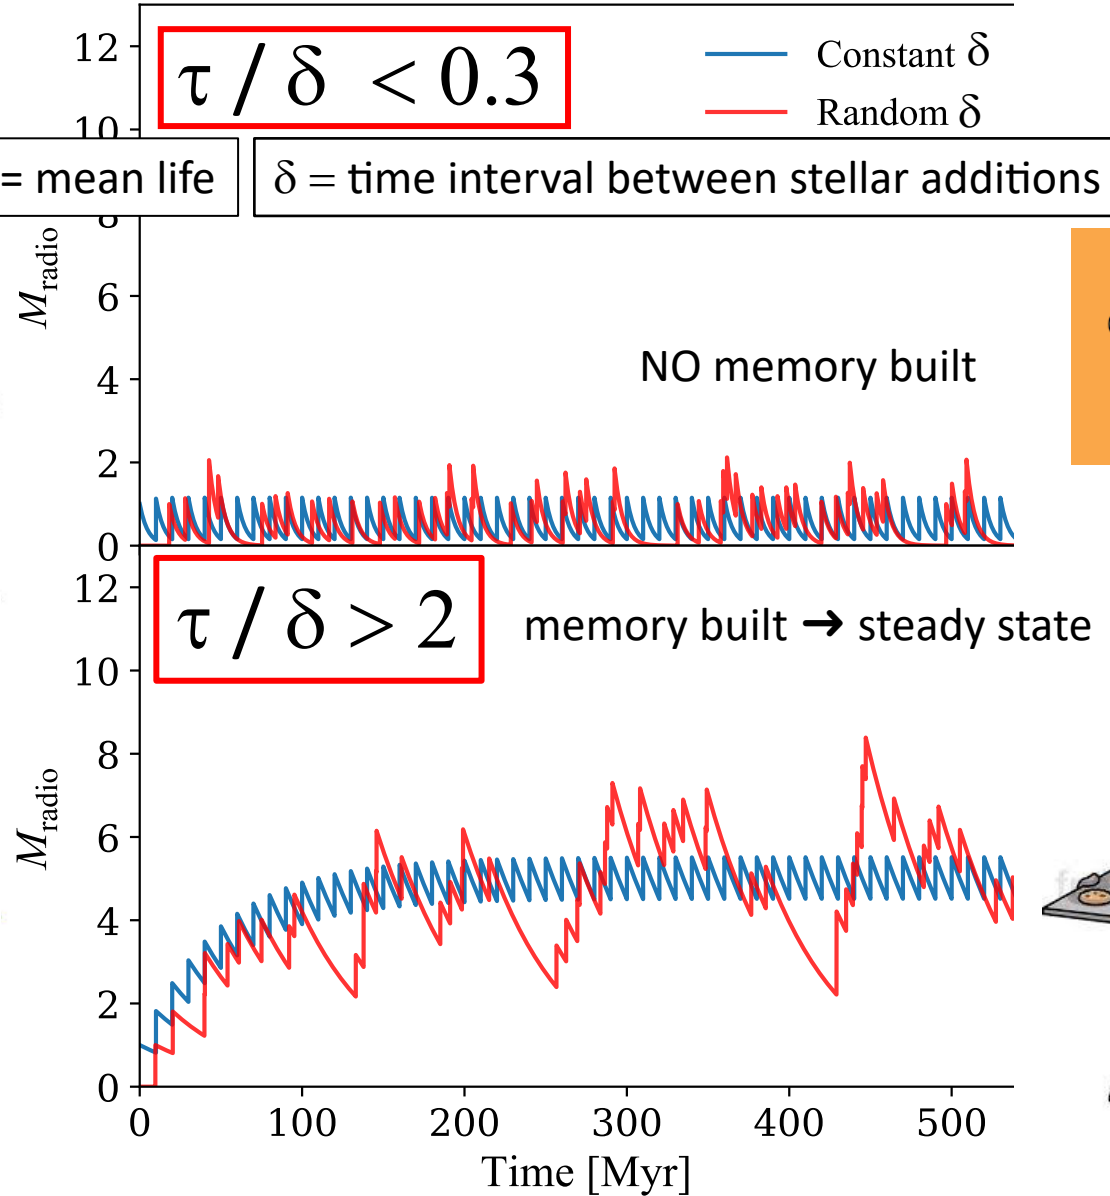 12
τ / δ < 0.3
Constant δ
Random δ
10
= mean life
δ = time interval between stellar additions
8
M_radio
6
4
NO memory built
2
0
12
τ / δ > 2
memory built ➜ steady state
10
8
M_radio
6
4
2
0
0 100 200 300 400 500
Time [Myr]